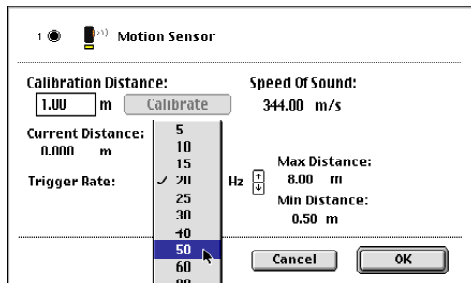 1 Motion Sensor
Calibration Distance: Speed Of Sound:
1.00 m Calibrate 344.00 m/s
Current Distance: 5
0.000 m 10
15 Max Distance:
Trigger Rate: 20 Hz 8.00 m
25 Min Distance:
30 0.50 m
40
50 Cancel OK
60